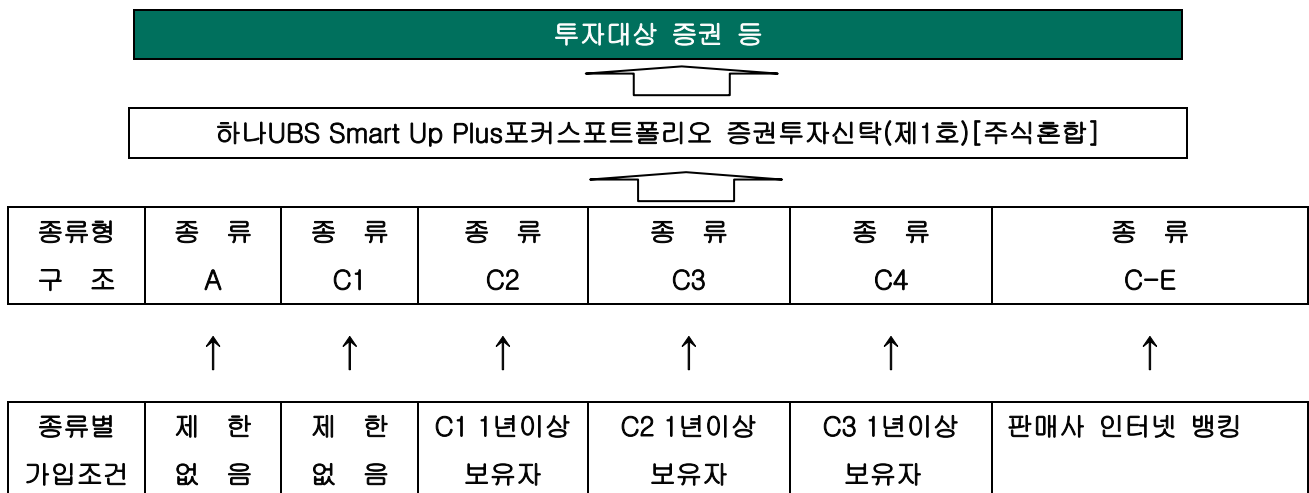 투자대상 증권 등
하나UBS Smart Up Plus포커스포트폴리오 증권투자신탁(제1호)[주식혼합]
종류형 종 류 종 류 종 류 종 류 종 류 종 류
구 조 A C1 C2 C3 C4 C-E
↑ ↑ ↑ ↑ ↑ ↑
종류별 제 한 제 한 C1 1년이상 C2 1년이상 C3 1년이상 판매사 인터넷 뱅킹
가입조건 없 음 없 음 보유자 보유자 보유자